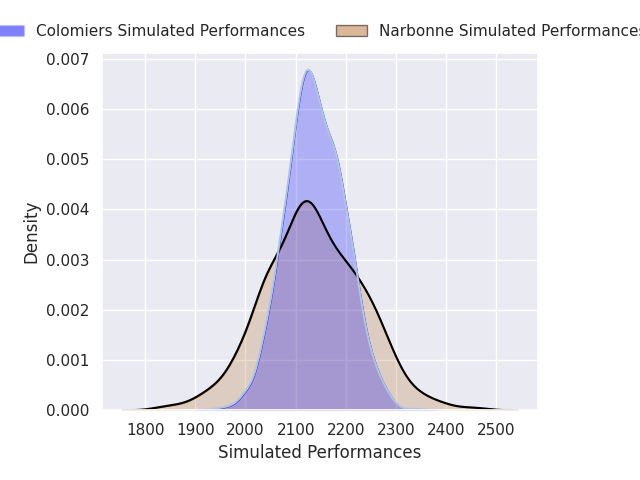 Colomiers Simulated Performances Narbonne Simulated Performances
0.007
0.006
0.005
0.004
0.003
0.002
0.001
0.000
Density
1800 1900 2000 2100 2200 2300 2400 2500
Simulated Performances